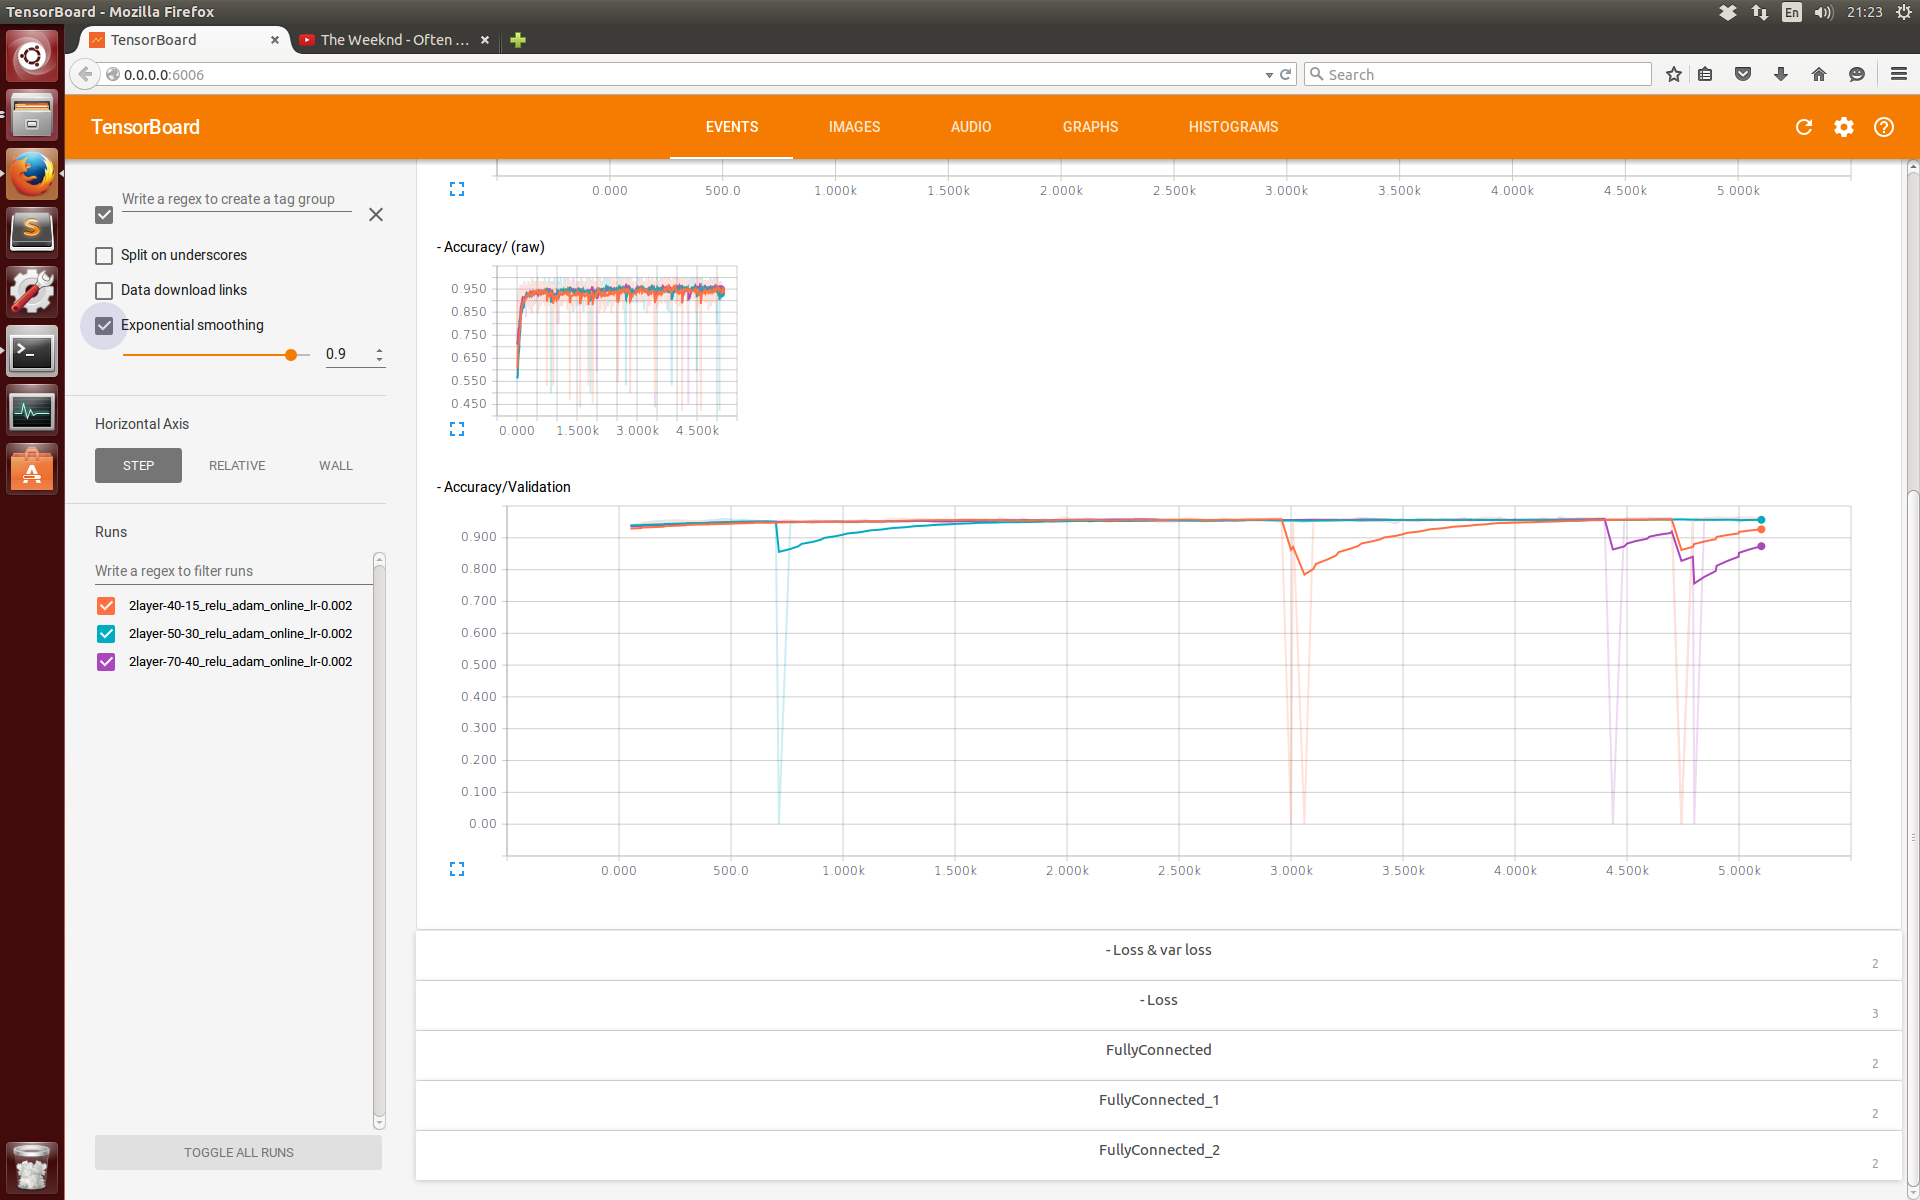 TensorBoard - Mozilla Firefox
En
21:23
TensorBoard
The Weeknd - Often ...
0.0.0.0:6006
Search
TensorBoard
EVENTS
IMAGES
AUDIO
GRAPHS
HISTOGRAMS
Write a regex to create a tag group
Split on underscores
Data download links
Exponential smoothing
0.9
Horizontal Axis
STEP
RELATIVE
WALL
Runs
Write a regex to filter runs
2layer-40-15_relu_adam_online_lr-0.002
2layer-50-30_relu_adam_online_lr-0.002
2layer-70-40_relu_adam_online_lr-0.002
TOGGLE ALL RUNS
0.000 500.0 1.000k 1.500k 2.000k 2.500k 3.000k 3.500k 4.000k 4.500k 5.000k
- Accuracy/ (raw)
0.950
0.850
0.750
0.650
0.550
0.450
0.000 1.500k 3.000k 4.500k
- Accuracy/Validation
0.900
0.800
0.700
0.600
0.500
0.400
0.300
0.200
0.100
0.00
0.000 500.0 1.000k 1.500k 2.000k 2.500k 3.000k 3.500k 4.000k 4.500k 5.000k
- Loss & var loss
2
- Loss
3
FullyConnected
2
FullyConnected_1
2
FullyConnected_2
2